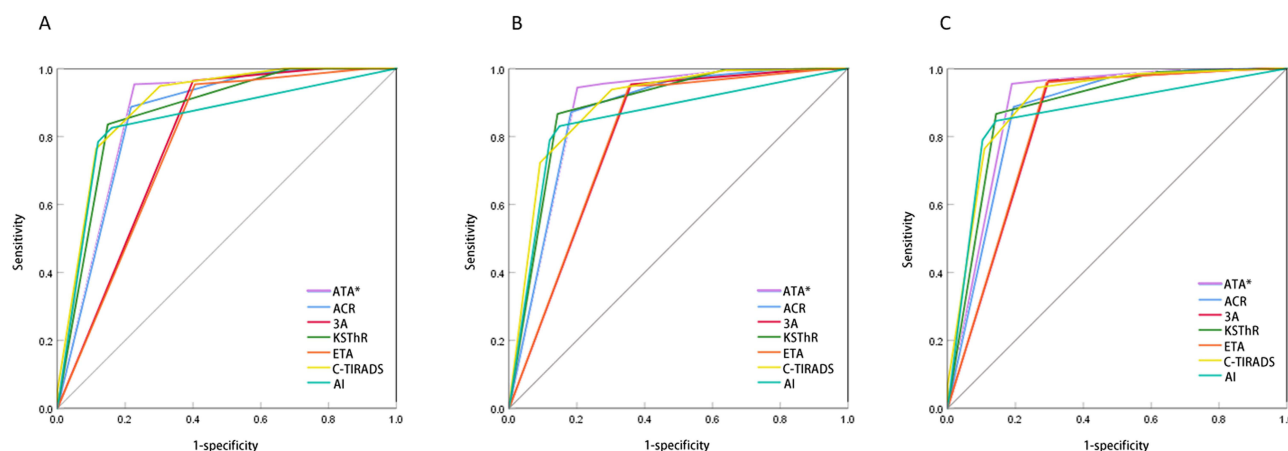 A
1.0
0.8
0.6
0.4
0.2
0.0
Sensitivity
ATA*
ACR
3A
KSThR
ETA
C-TIRADS
AI
0.0
0.2
0.4
0.6
0.8
1.0
1-specificity
B
1.0
0.8
0.6
0.4
0.2
0.0
Sensitivity
ATA*
ACR
3A
KSThR
ETA
C-TIRADS
AI
0.0
0.2
0.4
0.6
0.8
1.0
1-specificity
C
1.0
0.8
0.6
0.4
0.2
0.0
Sensitivity
ATA*
ACR
3A
KSThR
ETA
C-TIRADS
AI
0.0
0.2
0.4
0.6
0.8
1.0
1-specificity